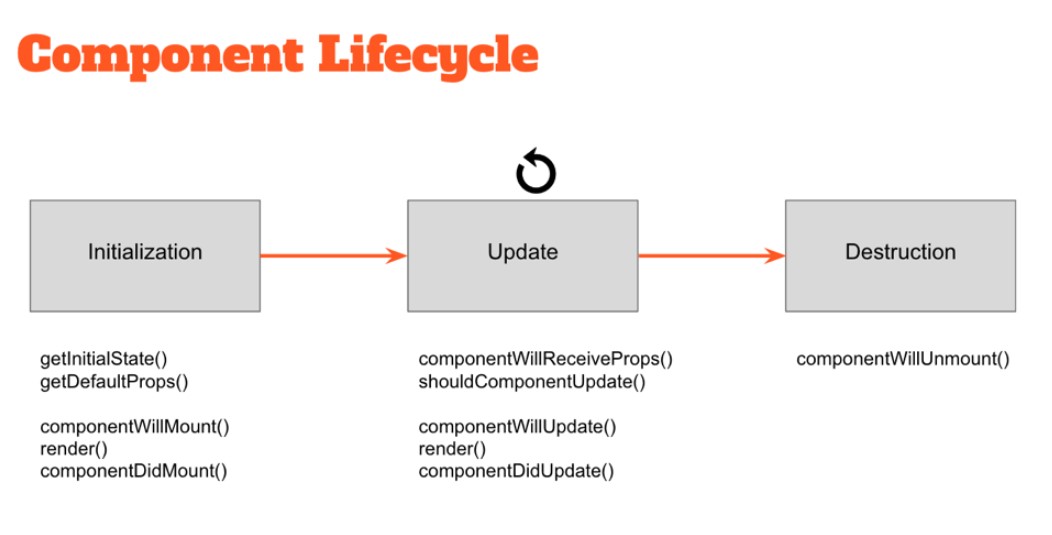 Component Lifecycle
Initialization
Update
Destruction
getInitialState()
getDefaultProps()
componentWillMount()
render()
componentDidMount()
componentWillReceiveProps()
shouldComponentUpdate()
componentWillUpdate()
render()
componentDidUpdate()
componentWillUnmount()